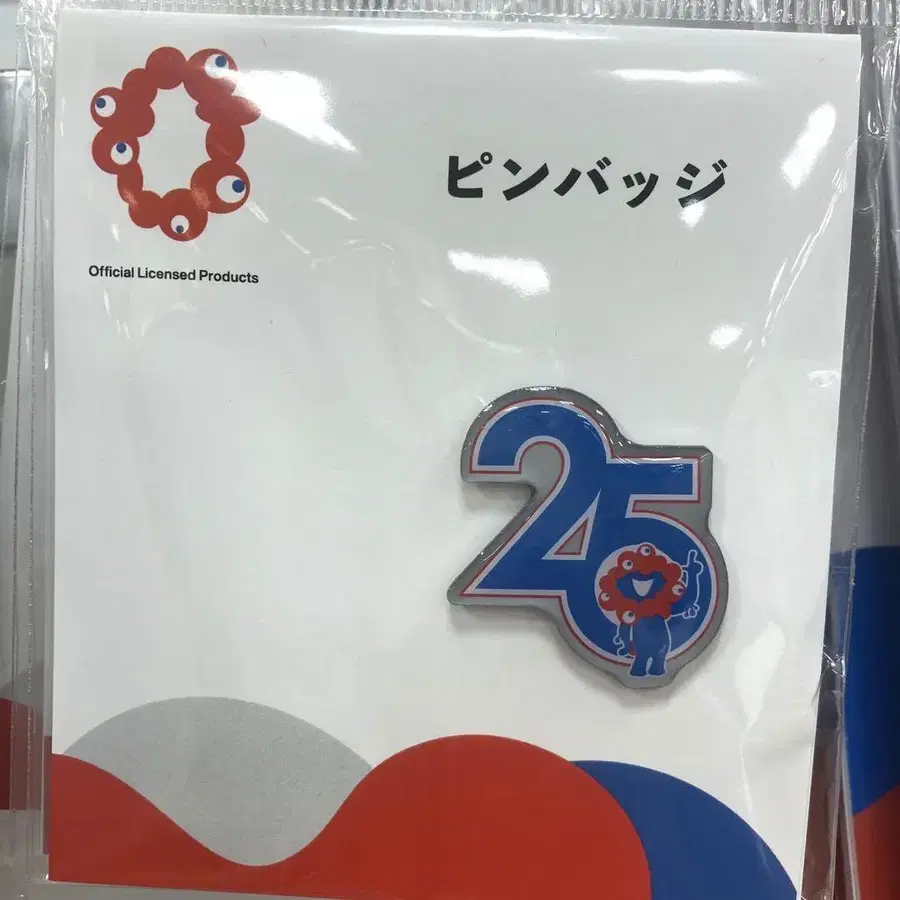 ピンバッジ
Official Licensed Products
25